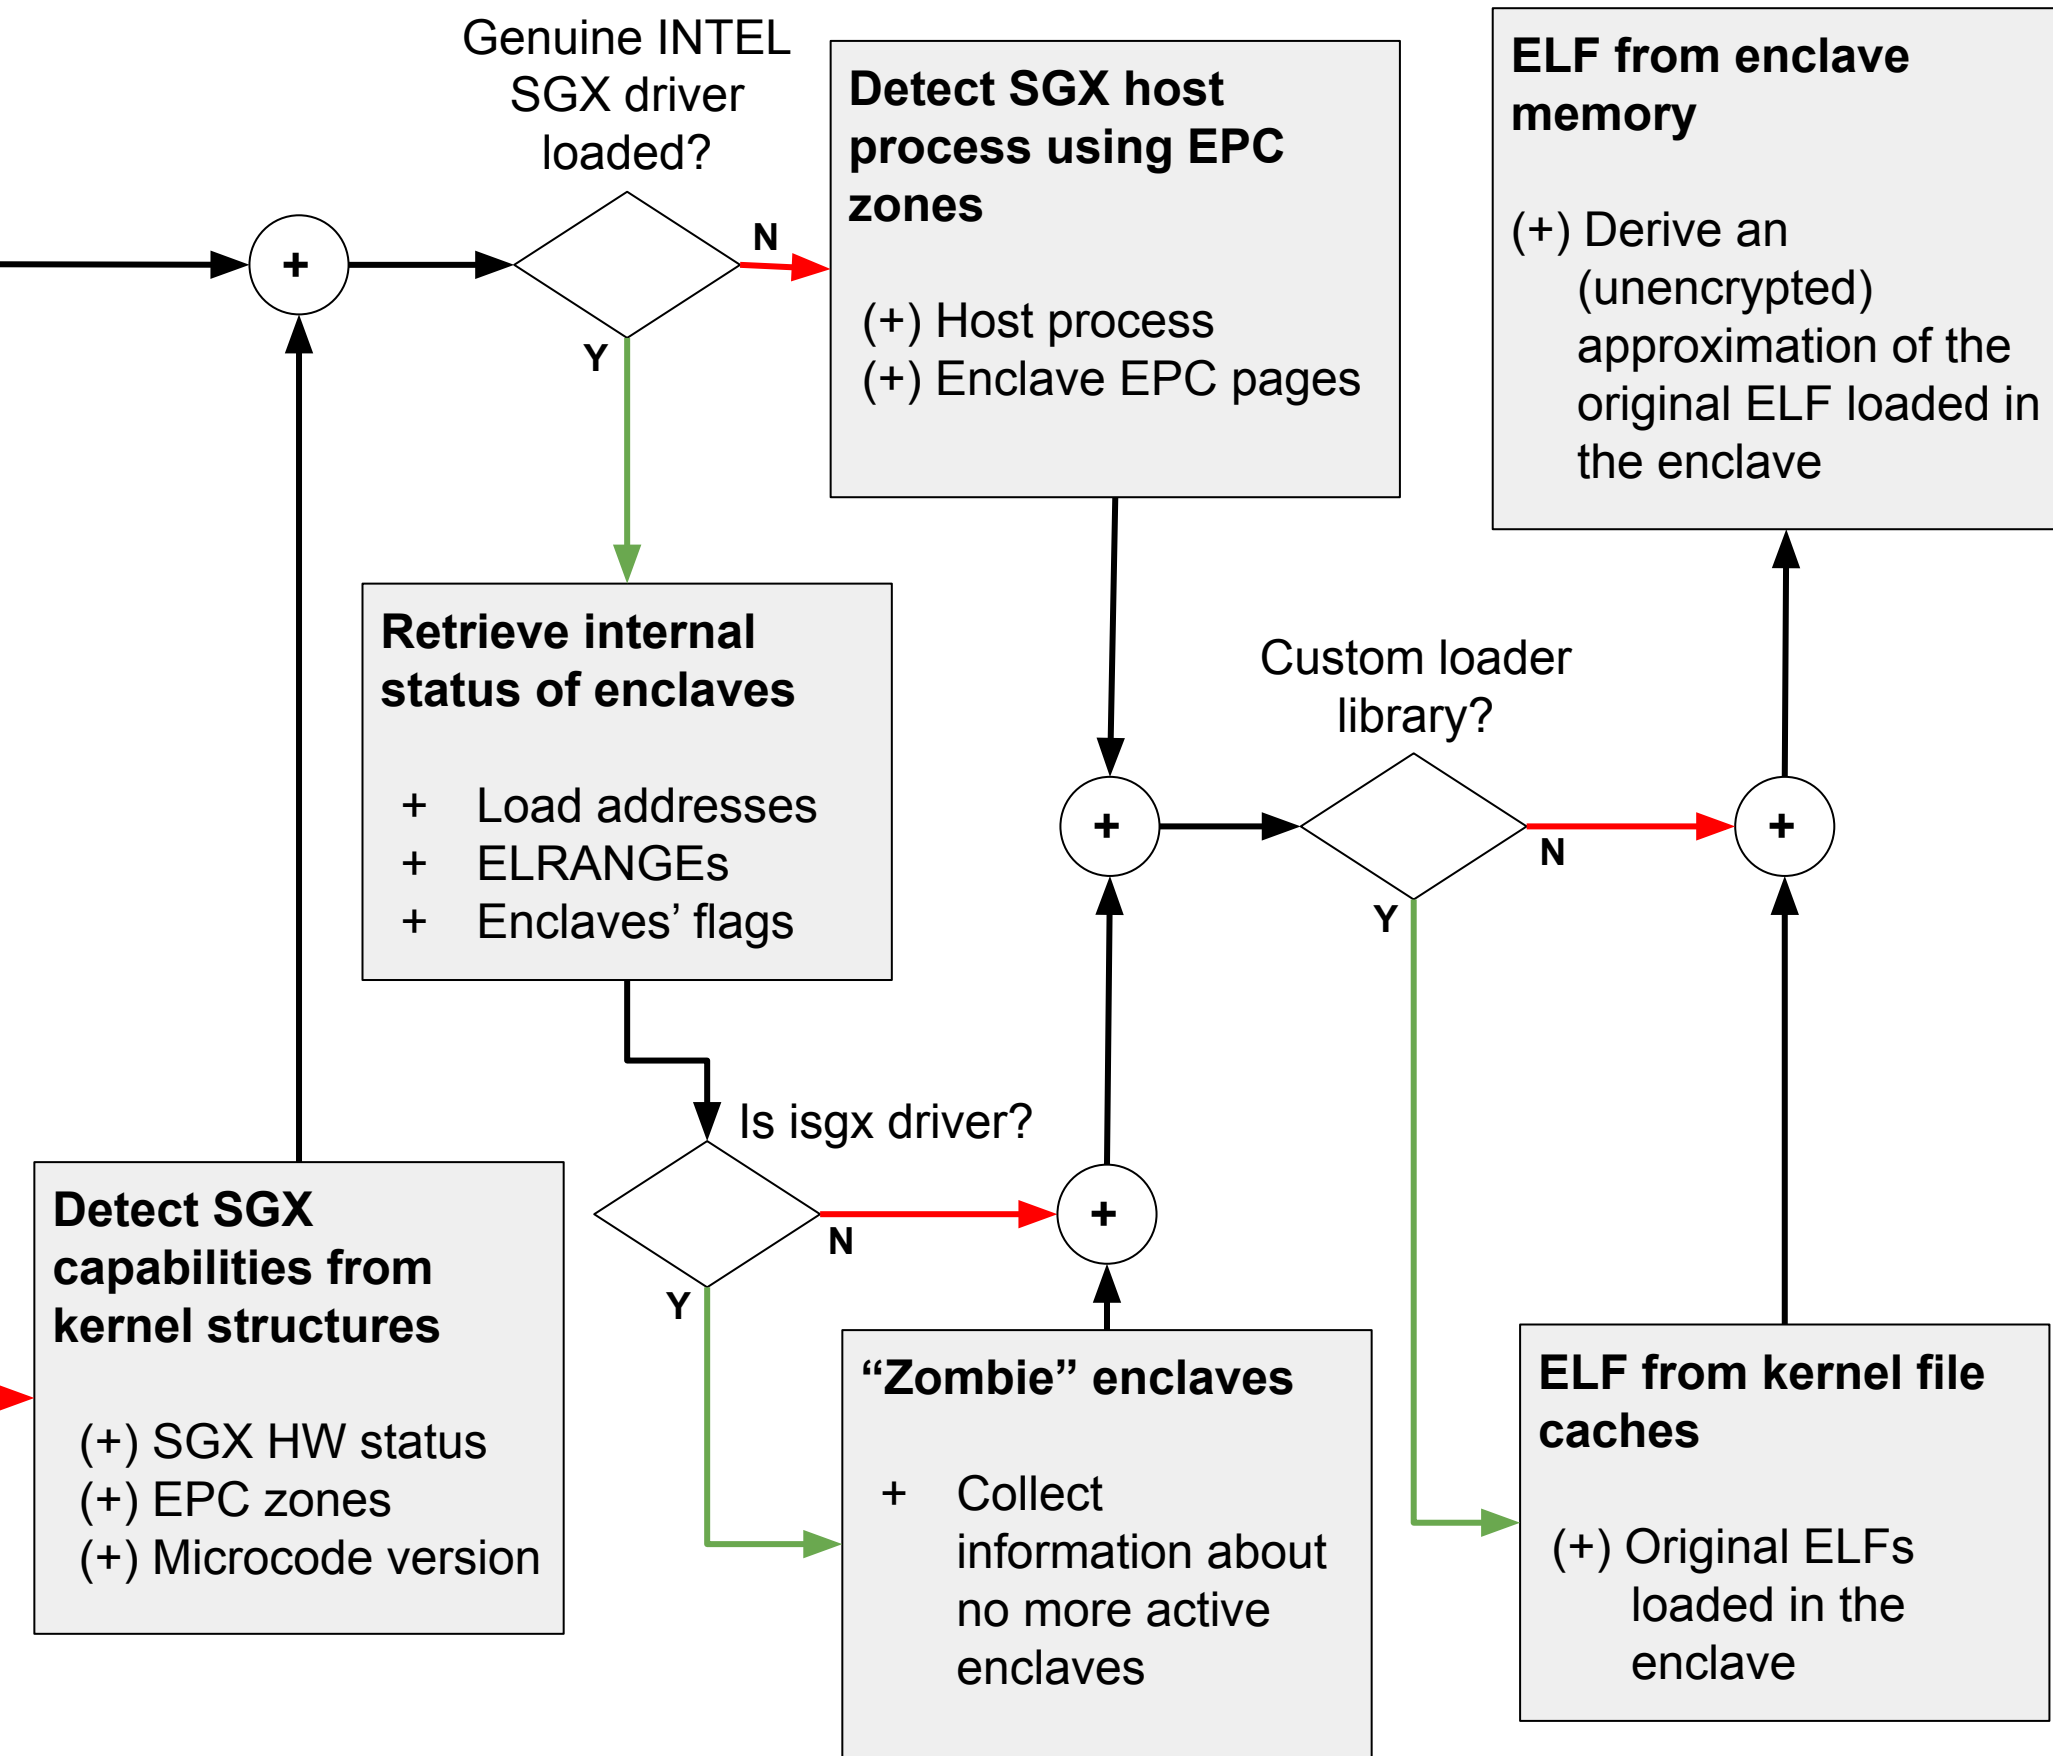 Genuine INTEL
SGX driver
loaded?
N
Y
+
Detect SGX host
process using EPC
zones
(+) Host process
(+) Enclave EPC pages
ELF from enclave
memory
(+) Derive an
(unencrypted)
approximation of the
original ELF loaded in
the enclave
Retrieve internal
status of enclaves
+ Load addresses
+ ELRANGEs
+ Enclaves’ flags
Custom loader
library?
+
N
Y
+
Is isgx driver?
N
Y
+
Detect SGX
capabilities from
kernel structures
(+) SGX HW status
(+) EPC zones
(+) Microcode version
“Zombie” enclaves
+ Collect
information about
no more active
enclaves
ELF from kernel file
caches
(+) Original ELFs
loaded in the
enclave